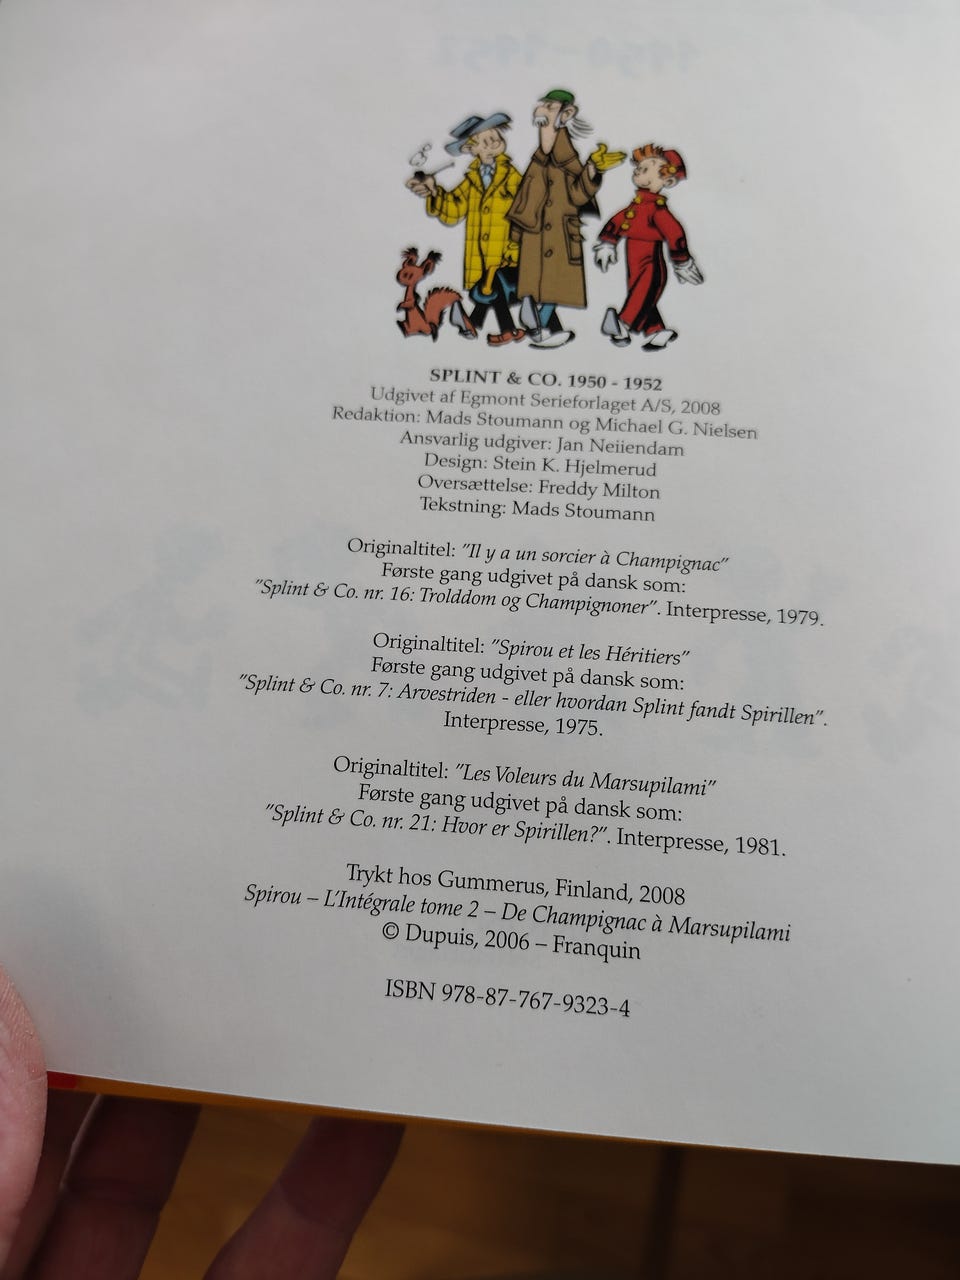 SPLINT & CO. 1950 - 1952
Udgivet af Egmont Serieforlaget A/S, 2008
Redaktion: Mads Stoumann og Michael G. Nielsen
Ansvarlig udgiver: Jan Neiiendam
Design: Stein K. Hjelmerud
Oversættelse: Freddy Milton
Tekstning: Mads Stoumann
Originaltitel: "Il y a un sorcier à Champignac"
Første gang udgivet på dansk som:
"Splint & Co. nr. 16: Trolddom og Champignoner". Interpresse, 1979.
Originaltitel: "Spirou et les Héritiers"
Første gang udgivet på dansk som:
"Splint & Co. nr. 7: Arvestriden - eller hvordan Splint fandt Spirillen".
Interpresse, 1975.
Originaltitel: "Les Voleurs du Marsupilami"
Første gang udgivet på dansk som:
"Splint & Co. nr. 21: Hvor er Spirillen?". Interpresse, 1981.
Trykt hos Gummerus, Finland, 2008
Spirou – L'Intégrale tome 2 – De Champignac à Marsupilami
© Dupuis, 2006 – Franquin
ISBN 978-87-767-9323-4